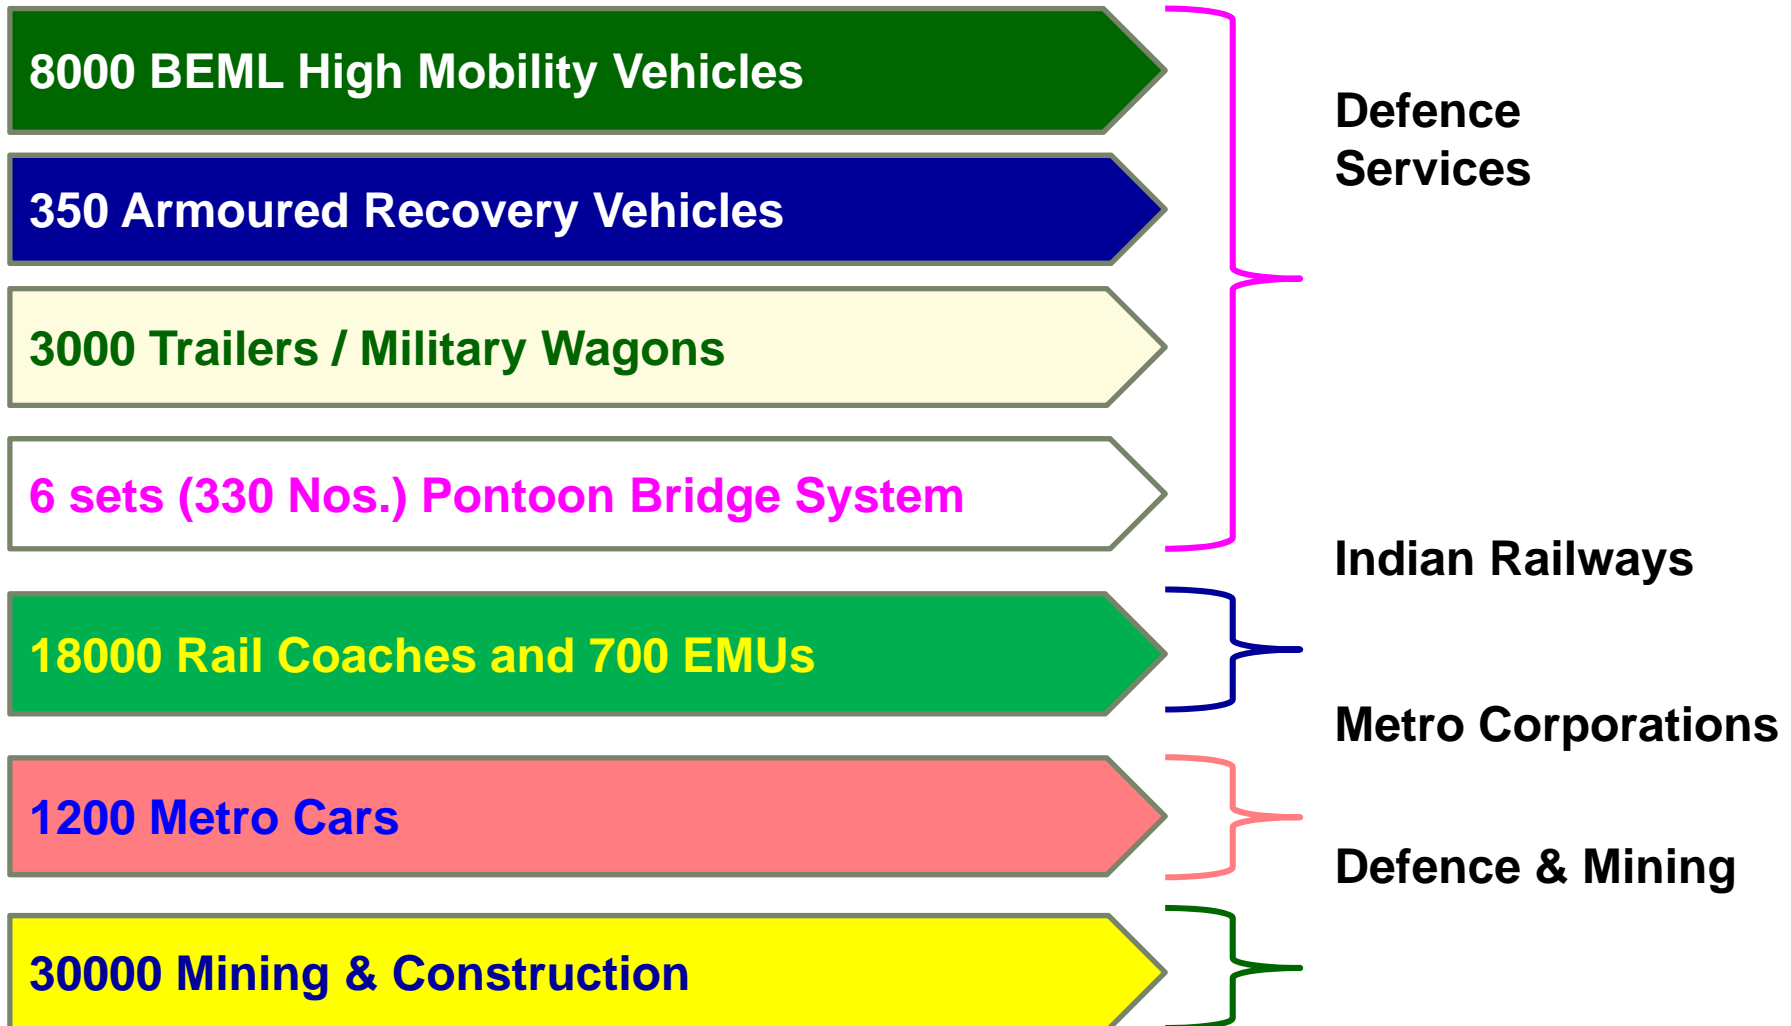 8000 BEML High Mobility Vehicles
350 Armoured Recovery Vehicles
3000 Trailers / Military Wagons
6 sets (330 Nos.) Pontoon Bridge System
18000 Rail Coaches and 700 EMUs
1200 Metro Cars
30000 Mining & Construction
Defence
Services
Indian Railways
Metro Corporations
Defence & Mining